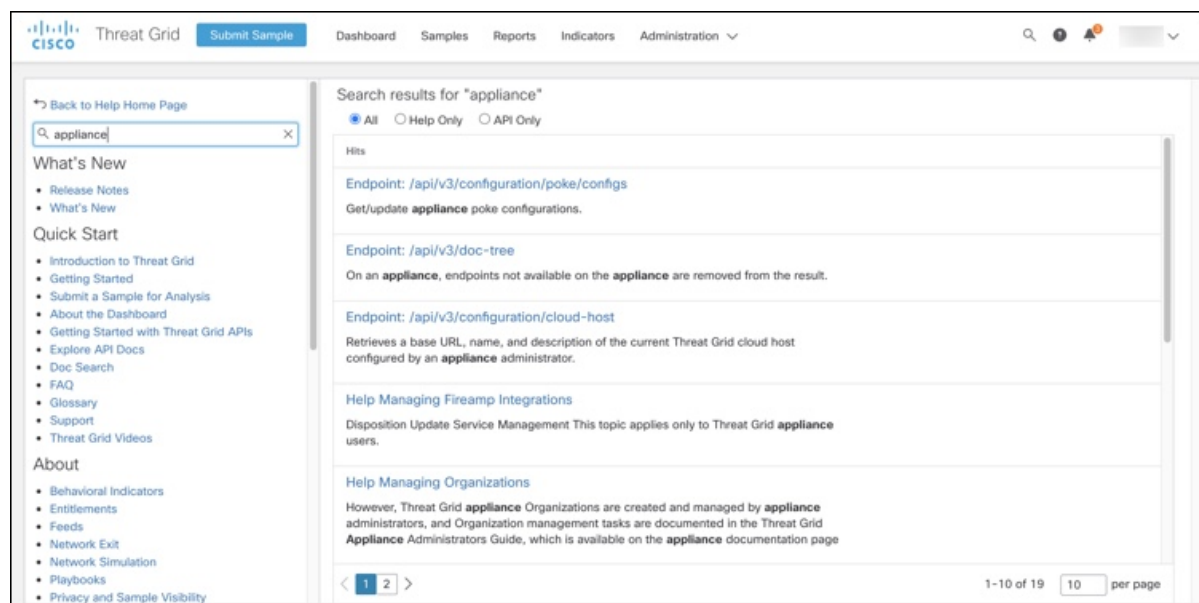 CISCO Threat Grid Submit Sample Dashboard Samples Reports Indicators Administration 3
Back to Help Home Page
appliance
What's New
Release Notes
What's New
Quick Start
Introduction to Threat Grid
Getting Started
Submit a Sample for Analysis
About the Dashboard
Getting Started with Threat Grid APIs
Explore API Docs
Doc Search
FAQ
Glossary
Support
Threat Grid Videos
About
Behavioral Indicators
Entitlements
Feeds
Network Exit
Network Simulation
Playbooks
Privacy and Sample Visibility
Search results for "appliance"
All Help Only API Only
Hits
Endpoint: /api/v3/configuration/poke/configs
Get/update appliance poke configurations.
Endpoint: /api/v3/doc-tree
On an appliance, endpoints not available on the appliance are removed from the result.
Endpoint: /api/v3/configuration/cloud-host
Retrieves a base URL, name, and description of the current Threat Grid cloud host
configured by an appliance administrator.
Help Managing Fireamp Integrations
Disposition Update Service Management This topic applies only to Threat Grid appliance
users.
Help Managing Organizations
However, Threat Grid appliance Organizations are created and managed by appliance
administrators, and Organization management tasks are documented in the Threat Grid
Appliance Administrators Guide, which is available on the appliance documentation page
1 2 1-10 of 19 10 per page